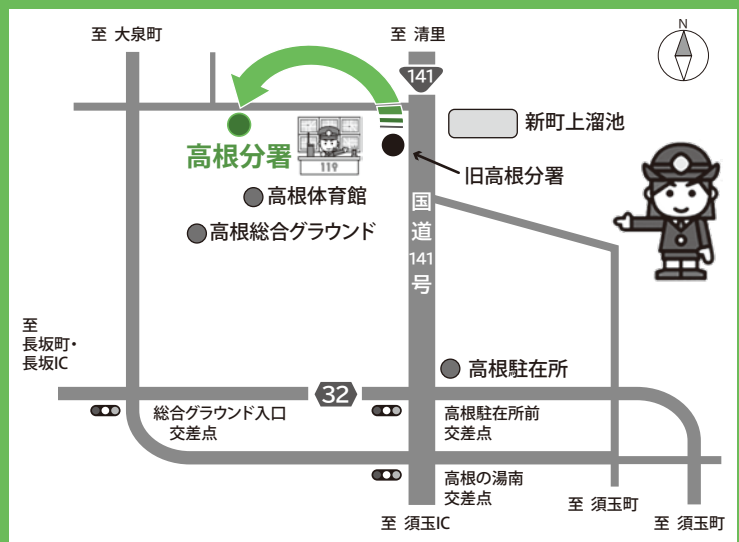 至 大泉町
至 清里
N
141
新町上溜池
高根分署
119
旧高根分署
高根体育館
高根総合グラウンド
国道141号
至
長坂町・
長坂IC
高根駐在所
32
総合グラウンド入口
交差点
高根駐在所前
交差点
高根の湯南
交差点
至 須玉IC
至 須玉町
至 須玉町